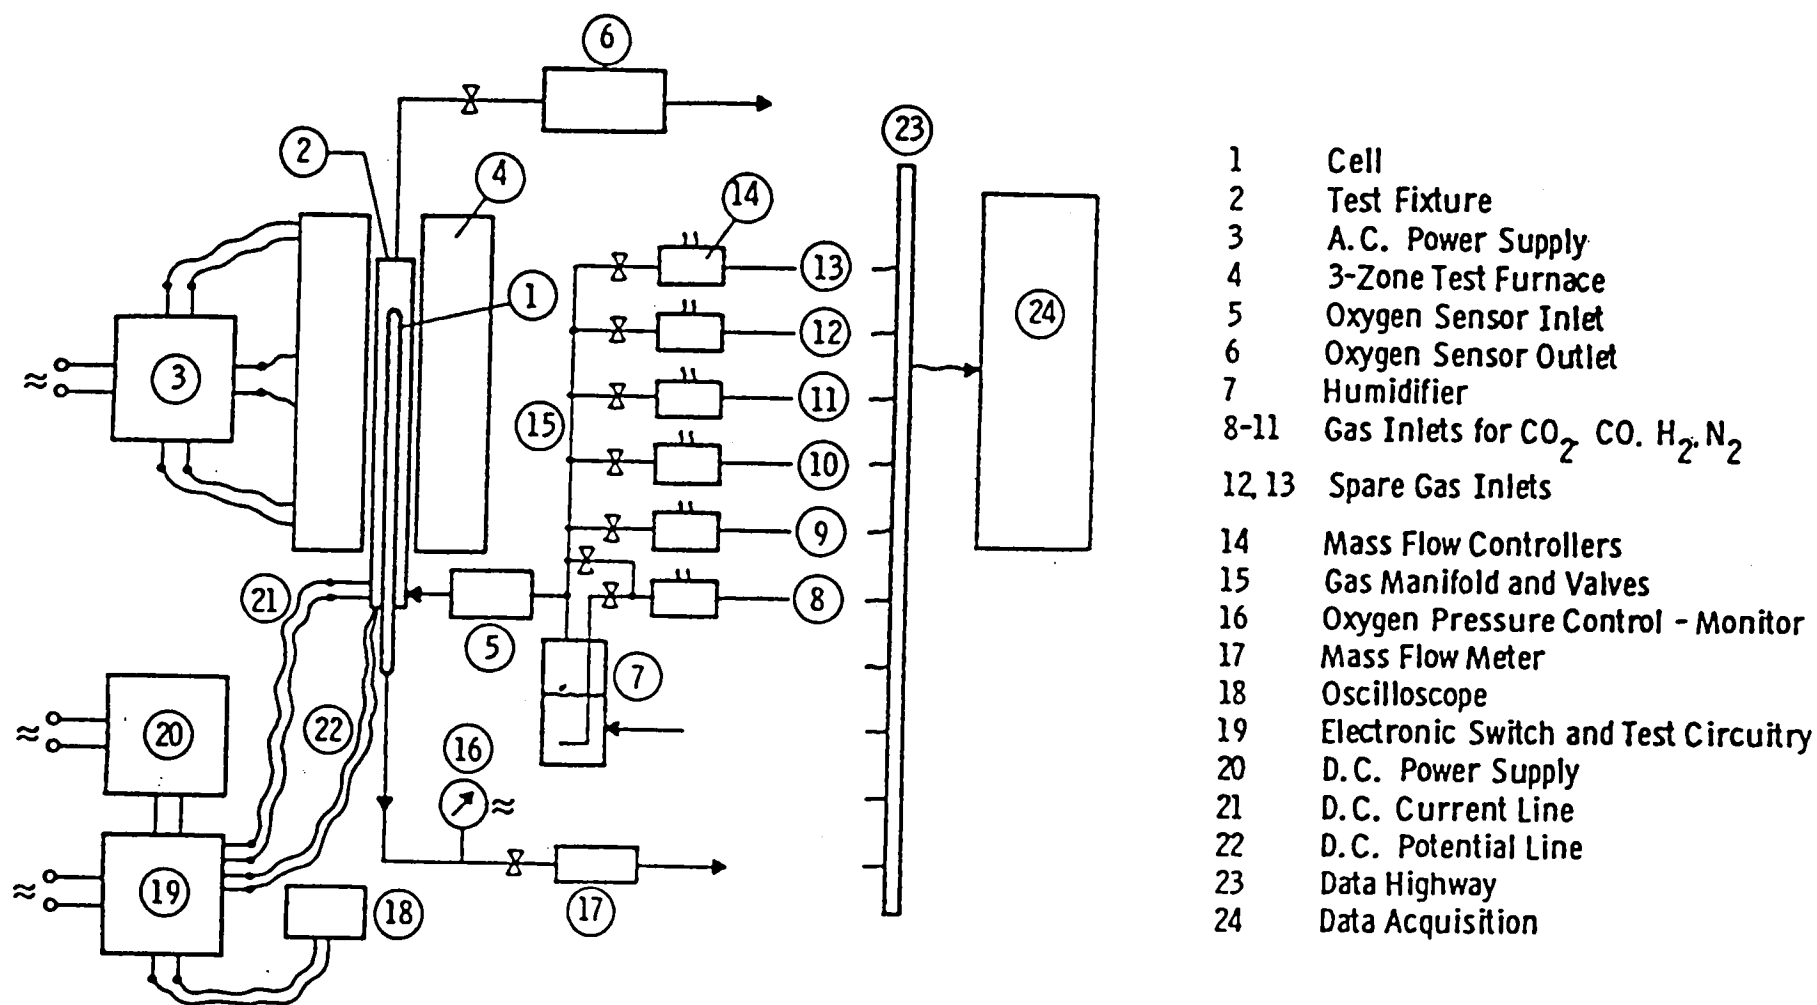 6
23
2
4
14
13
1
12
24
3
11
15
10
9
21
8
5
7
22
20
16
19
18
17
1 Cell
2 Test Fixture
3 A.C. Power Supply
4 3-Zone Test Furnace
5 Oxygen Sensor Inlet
6 Oxygen Sensor Outlet
7 Humidifier
8-11 Gas Inlets for CO2, CO. H2, N2
12, 13 Spare Gas Inlets
14 Mass Flow Controllers
15 Gas Manifold and Valves
16 Oxygen Pressure Control - Monitor
17 Mass Flow Meter
18 Oscilloscope
19 Electronic Switch and Test Circuitry
20 D.C. Power Supply
21 D.C. Current Line
22 D.C. Potential Line
23 Data Highway
24 Data Acquisition